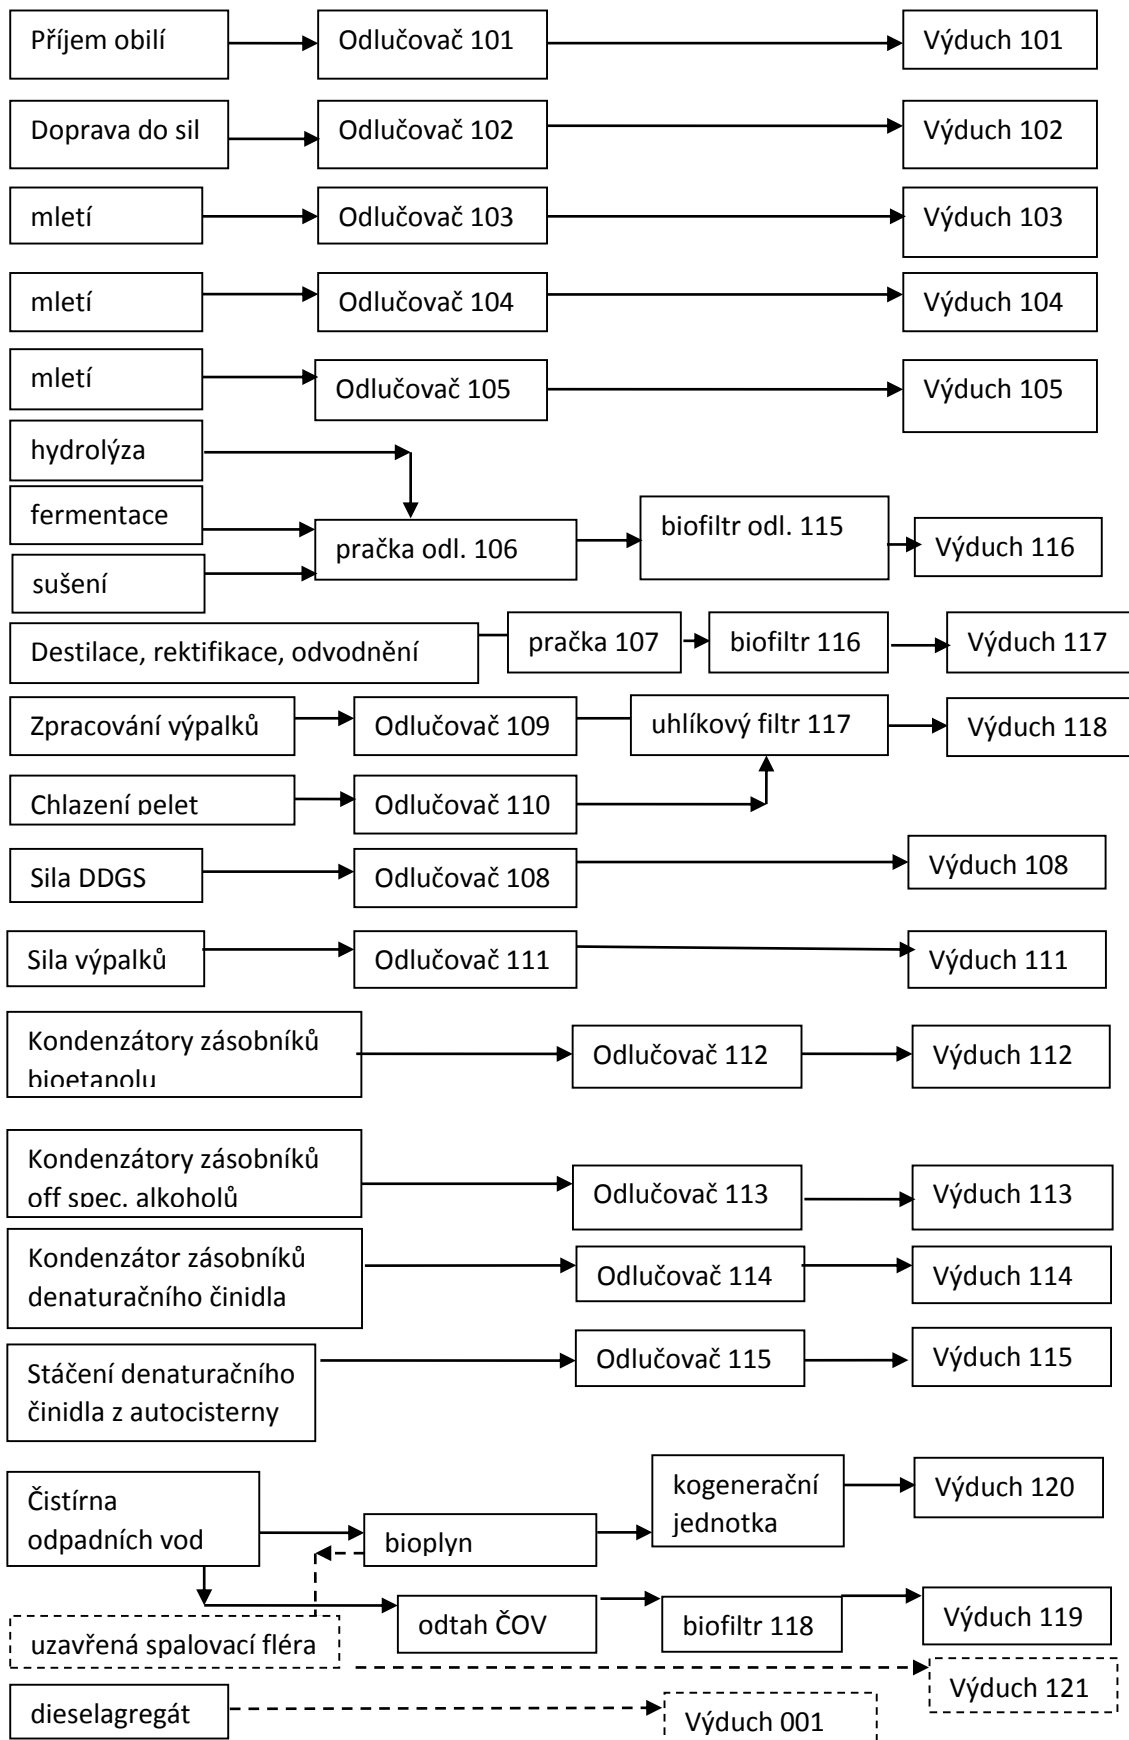 Příjem obilí
Odlučovač 101
Výduch 101
Doprava do sil
Odlučovač 102
Výduch 102
mletí
Odlučovač 103
Výduch 103
mletí
Odlučovač 104
Výduch 104
mletí
Odlučovač 105
Výduch 105
hydrolýza
fermentace
sušení
pračka odl. 106
biofiltr odl. 115
Výduch 116
Destilace, rektifikace, odvodnění
pračka 107
biofiltr 116
Výduch 117
Zpracování výpalků
Odlučovač 109
uhlíkový filtr 117
Výduch 118
Chlazení pelet
Odlučovač 110
Sila DDGS
Odlučovač 108
Výduch 108
Sila výpalků
Odlučovač 111
Výduch 111
Kondenzátory zásobníků
bioetanolu
Odlučovač 112
Výduch 112
Kondenzátory zásobníků
off spec. alkoholů
Odlučovač 113
Výduch 113
Kondenzátor zásobníků
denaturačního činidla
Odlučovač 114
Výduch 114
Stáčení denaturačního
činidla z autocisterny
Odlučovač 115
Výduch 115
Čistírna
odpadních vod
bioplyn
kogenerační
jednotka
Výduch 120
odtah ČOV
biofiltr 118
Výduch 119
uzavřená spalovací fléra
Výduch 121
dieselagregát
Výduch 001